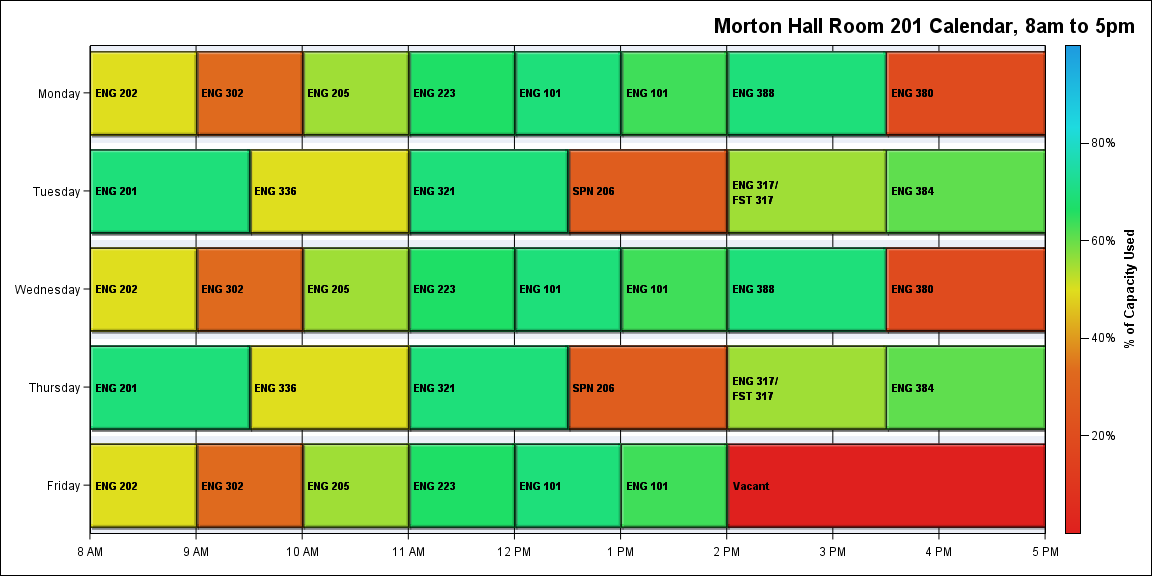 Morton Hall Room 201 Calendar, 8am to 5pm
Monday
ENG 202
ENG 302
ENG 205
ENG 223
ENG 101
ENG 101
ENG 388
ENG 380
Tuesday
ENG 201
ENG 336
ENG 321
SPN 206
ENG 317/
FST 317
ENG 384
Wednesday
ENG 202
ENG 302
ENG 205
ENG 223
ENG 101
ENG 101
ENG 388
ENG 380
Thursday
ENG 201
ENG 336
ENG 321
SPN 206
ENG 317/
FST 317
ENG 384
Friday
ENG 202
ENG 302
ENG 205
ENG 223
ENG 101
ENG 101
Vacant
8 AM
9 AM
10 AM
11 AM
12 PM
1 PM
2 PM
3 PM
4 PM
5 PM
80%
60%
40%
20%
% of Capacity Used